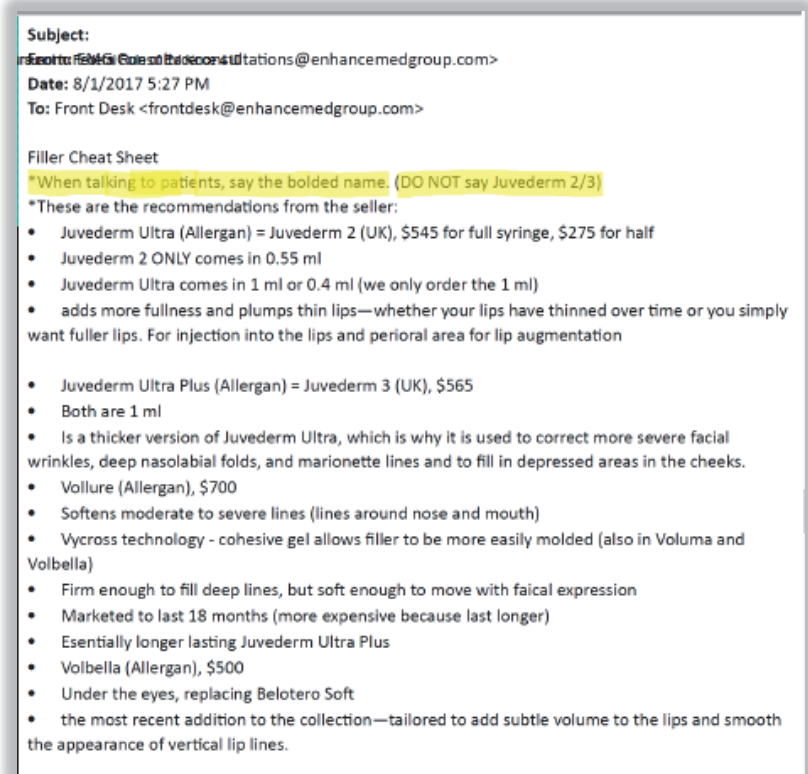 Subject:
tations@enhancemedgroup.com>
Date: 8/1/2017 5:27 PM
To: Front Desk <frontdesk@enhancemedgroup.com>
Filler Cheat Sheet
*When talking to patients, say the bolded name. (DO NOT say Juvederm 2/3)
*These are the recommendations from the seller:
• Juvederm Ultra (Allergan) = Juvederm 2 (UK), $545 for full syringe, $275 for half
• Juvederm 2 ONLY comes in 0.55 ml
• Juvederm Ultra comes in 1 ml or 0.4 ml (we only order the 1 ml)
• adds more fullness and plumps thin lips—whether your lips have thinned over time or you simply
want fuller lips. For injection into the lips and perioral area for lip augmentation
• Juvederm Ultra Plus (Allergan) = Juvederm 3 (UK), $565
• Both are 1 ml
• Is a thicker version of Juvederm Ultra, which is why it is used to correct more severe facial
wrinkles, deep nasolabial folds, and marionette lines and to fill in depressed areas in the cheeks.
• Vollure (Allergan), $700
• Softens moderate to severe lines (lines around nose and mouth)
• Vycross technology - cohesive gel allows filler to be more easily molded (also in Voluma and
Volbella)
• Firm enough to fill deep lines, but soft enough to move with faical expression
• Marketed to last 18 months (more expensive because last longer)
• Esentially longer lasting Juvederm Ultra Plus
• Volbella (Allergan), $500
• Under the eyes, replacing Belotero Soft
• the most recent addition to the collection—tailored to add subtle volume to the lips and smooth
the appearance of vertical lip lines.